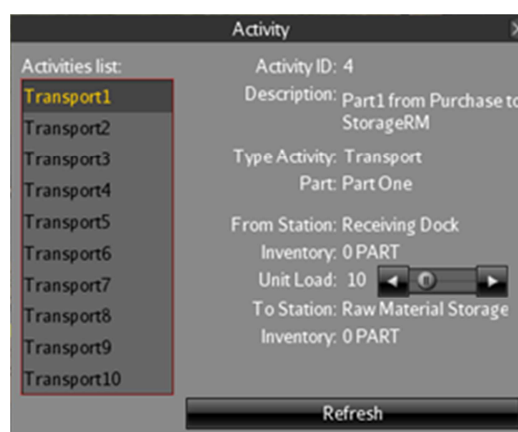 Activity
Activities list:
Transport1
Transport2
Transport3
Transport4
Transport5
Transport6
Transport7
Transport8
Transport9
Transport10
Activity ID: 4
Description: Part1 from Purchase to
StorageRM
Type Activity: Transport
Part: Part One
From Station: Receiving Dock
Inventory: 0 PART
Unit Load: 10
To Station: Raw Material Storage
Inventory: 0 PART
Refresh